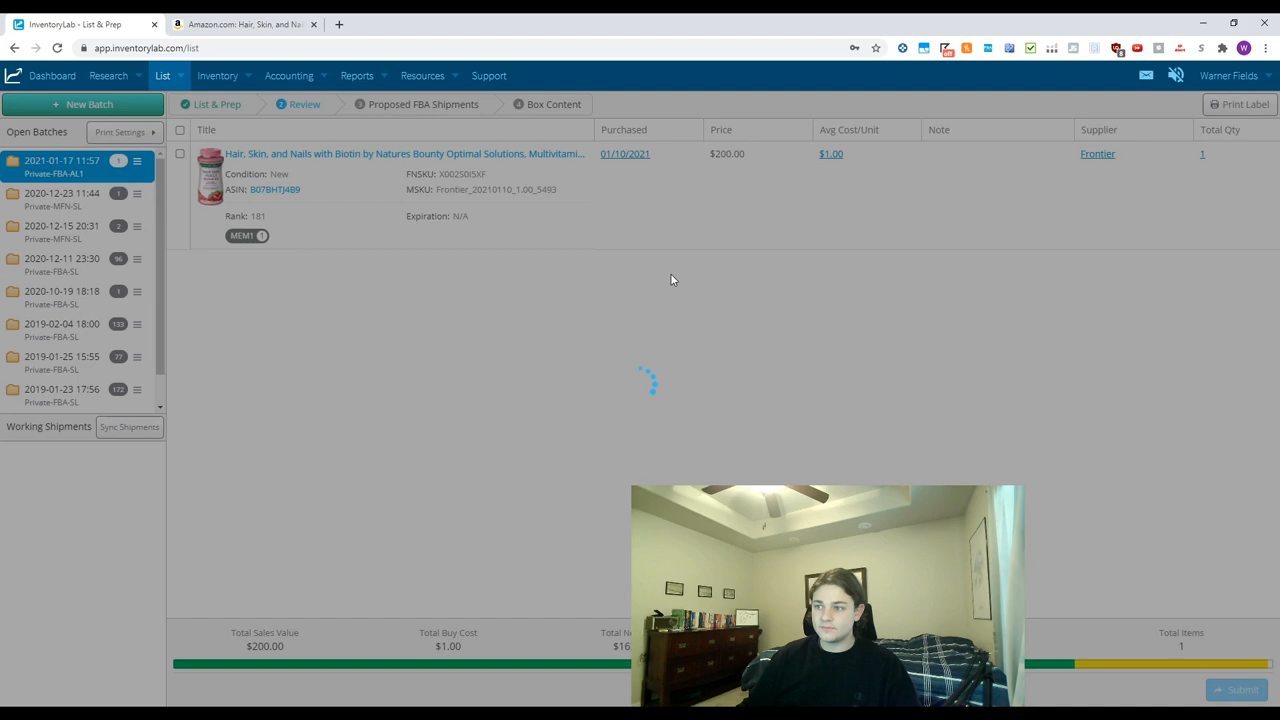 InventoryLab - List & Prep
Amazon.com: Hair, Skin, and Nai
app.inventorylab.com/list
off
8
W
Dashboard
Research
List
Inventory
Accounting
Reports
Resources
Support
Warner Fields
+ New Batch
List & Prep
2 Review
3 Proposed FBA Shipments
4 Box Content
Print Label
Open Batches
Print Settings
Title
Purchased
Price
Avg Cost/Unit
Note
Supplier
Total Qty
2021-01-17 11:57
1
Private-FBA-AL1
2020-12-23 11:44
1
Private-MFN-SL
2020-12-15 20:31
2
Private-MFN-SL
2020-12-11 23:30
96
Private-FBA-SL
2020-10-19 18:18
1
Private-FBA-SL
2019-02-04 18:00
133
Private-FBA-SL
2019-01-25 15:55
77
Private-FBA-SL
2019-01-23 17:56
172
Private-FBA-SL
Working Shipments
Sync Shipments
Hair, Skin, and Nails with Biotin by Natures Bounty Optimal Solutions, Multivitami...
01/10/2021
$200.00
$1.00
Frontier
1
Condition: New
FNSKU: X002S0I5XF
ASIN: B07BHTJ4B9
MSKU: Frontier_20210110_1.00_5493
Rank: 181
Expiration: N/A
MEM1 1
Total Sales Value
$200.00
Total Buy Cost
$1.00
Total Ne
$16
Total Items
1
Submit